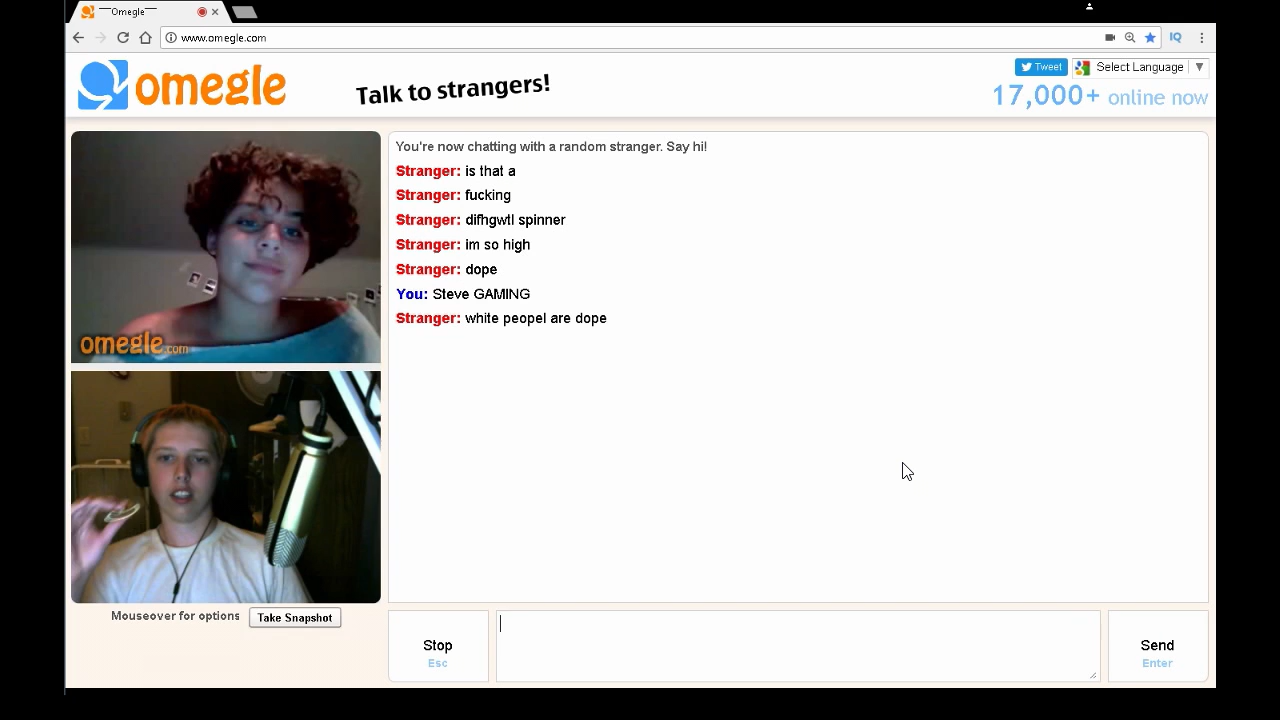 Omegle
www.omegle.com
IQ
omegle
Talk to strangers!
Tweet
Select Language
17,000+ online now
You're now chatting with a random stranger. Say hi!
Stranger: is that a
Stranger: fucking
Stranger: difhgwtl spinner
Stranger: im so high
Stranger: dope
You: Steve GAMING
Stranger: white peopel are dope
omegle.com
Mouseover for options
Take Snapshot
Stop
Esc
Send
Enter